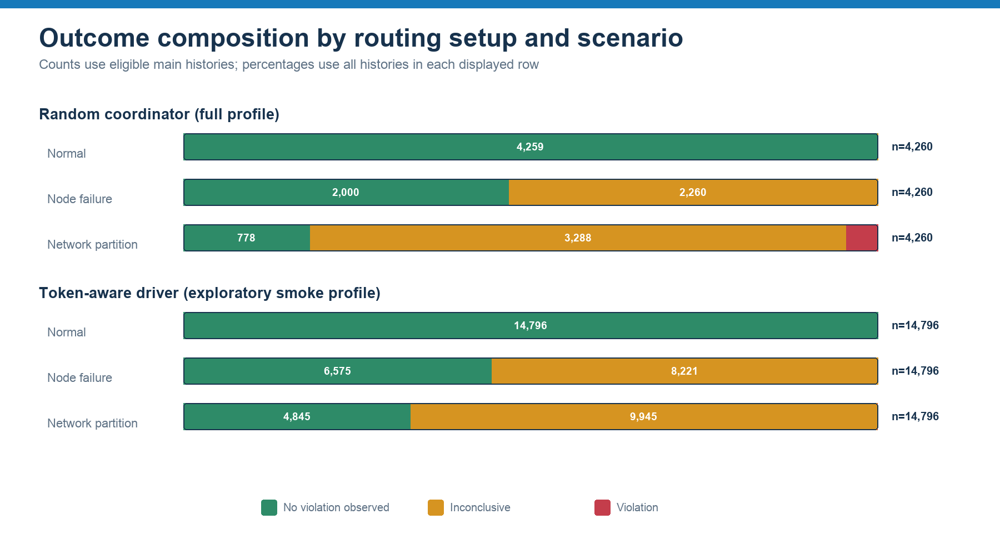 Outcome composition by routing setup and scenario
Counts use eligible main histories; percentages use all histories in each displayed row
Random coordinator (full profile)
Normal 4,259 n=4,260
Node failure 2,000 2,260 n=4,260
Network partition 778 3,288 n=4,260
Token-aware driver (exploratory smoke profile)
Normal 14,796 n=14,796
Node failure 6,575 8,221 n=14,796
Network partition 4,845 9,945 n=14,796
No violation observed Inconclusive Violation